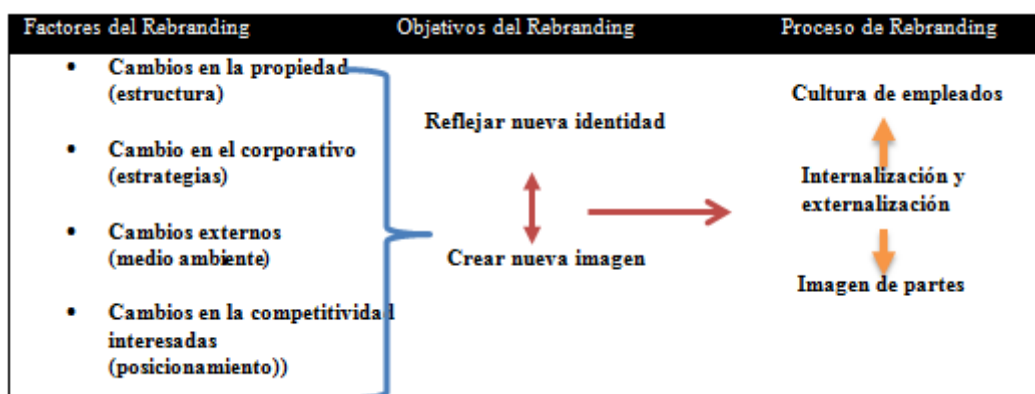 Factores del Rebranding
Objetivos del Rebranding
Proceso de Rebranding
• Cambios en la propiedad
(estructura)
• Cambio en el corporativo
(estrategias)
• Cambios externos
(medio ambiente)
• Cambios en la competitividad
interesadas
(posicionamiento))
Reflejar nueva identidad
Crear nueva imagen
Cultura de empleados
Internalización y
externalización
Imagen de partes